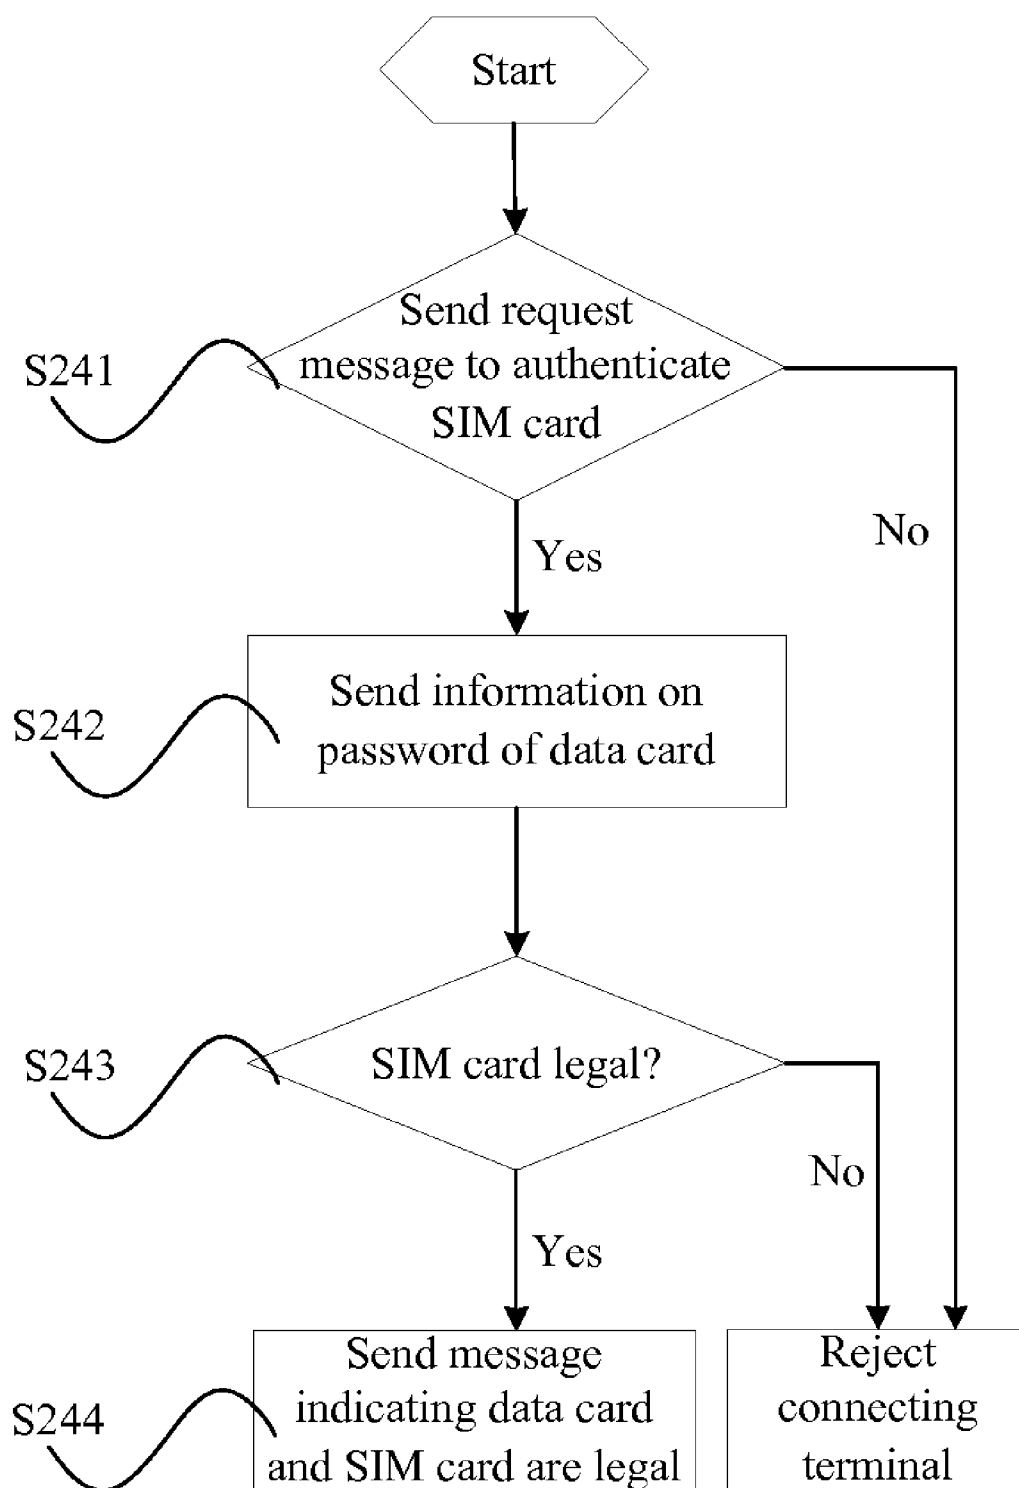 Start
Send request
message to authenticate
SIM card
S241
No
Yes
Send information on
password of data card
S242
SIM card legal?
S243
No
Yes
Send message
indicating data card
and SIM card are legal
S244
Reject
connecting
terminal